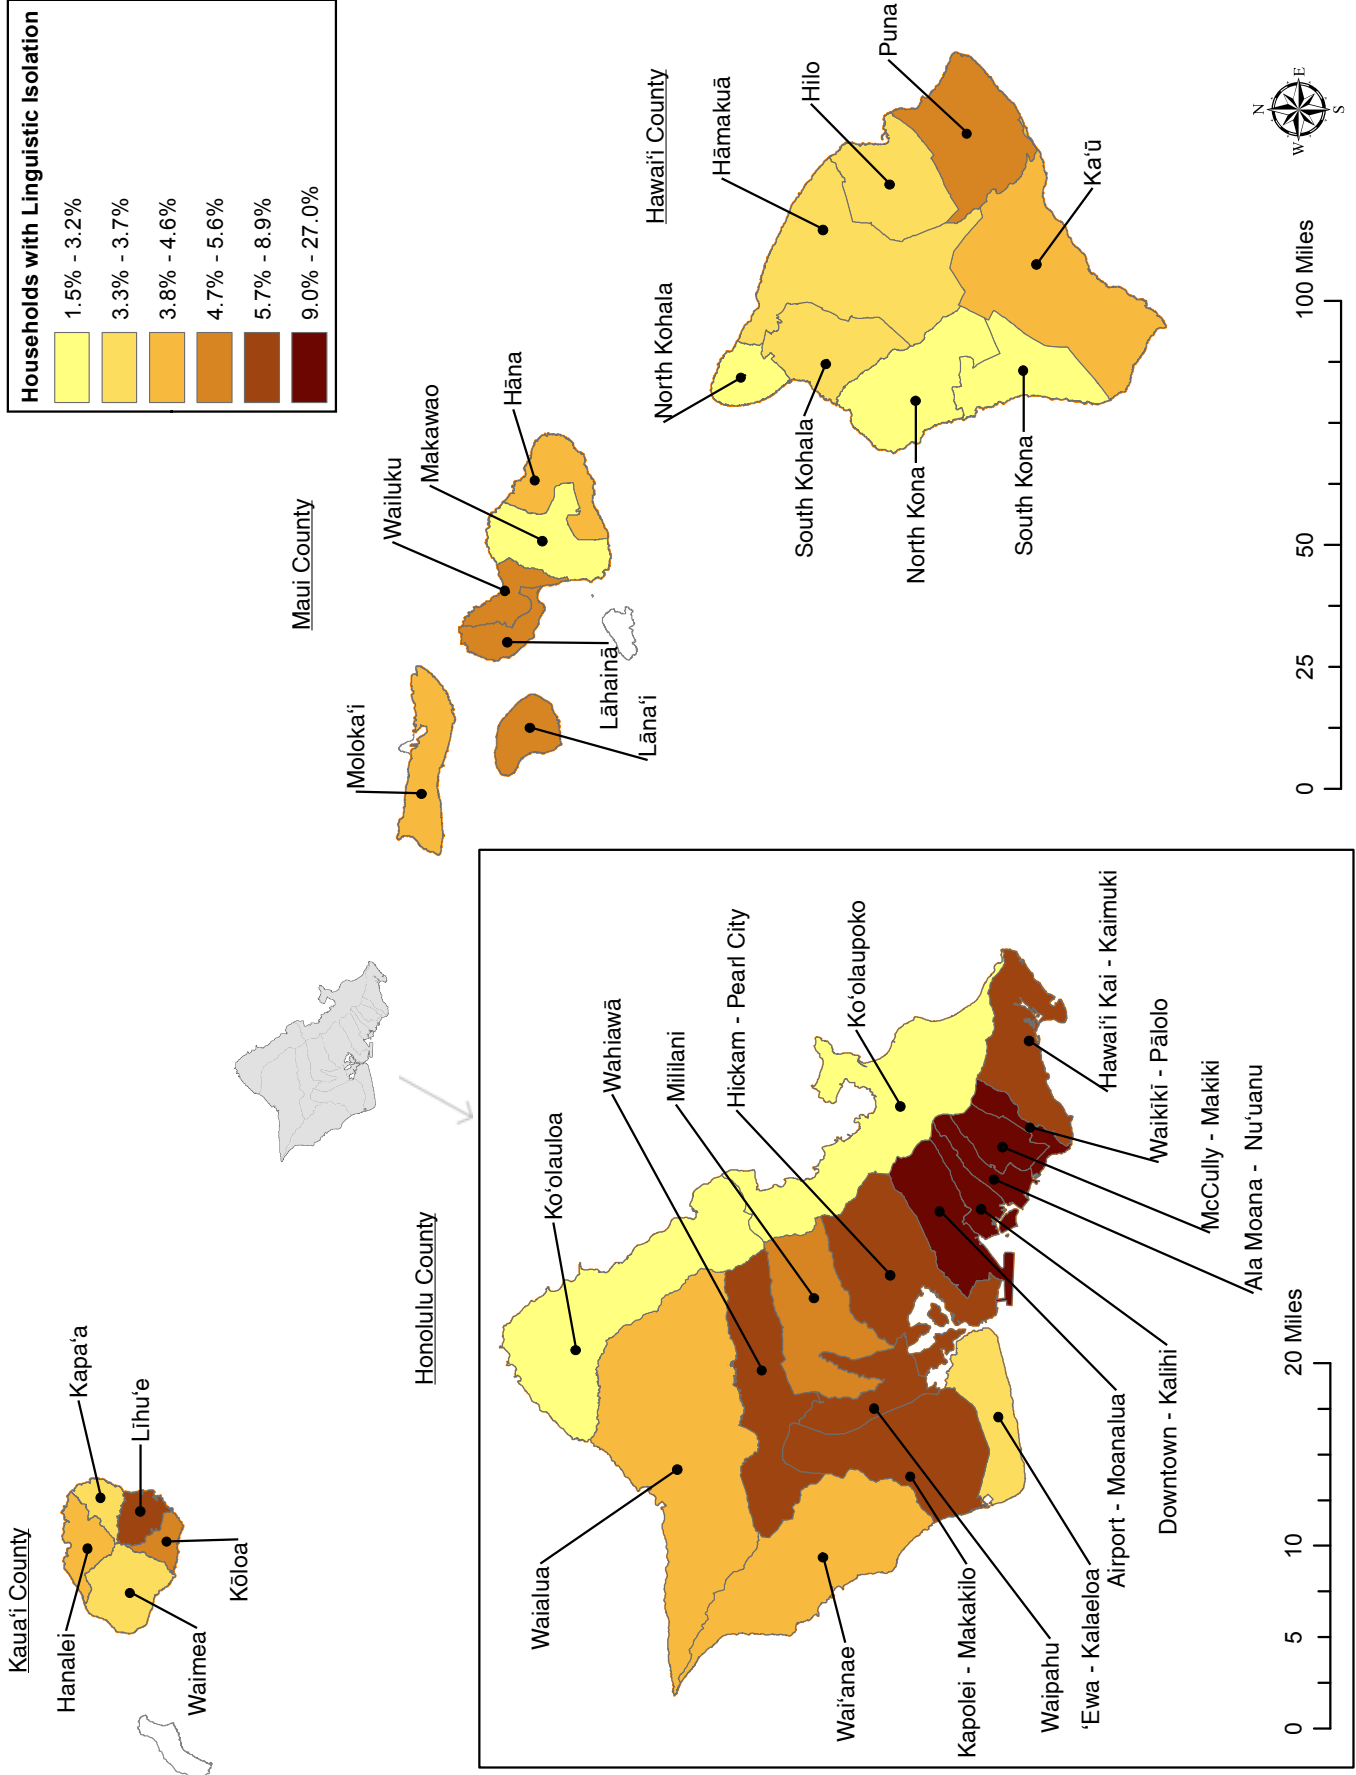 Households with Linguistic Isolation
1.5% - 3.2%
3.3% - 3.7%
3.8% - 4.6%
4.7% - 5.6%
5.7% - 8.9%
9.0% - 27.0%
Kauaʻi County
Hanalei
Kapaʻa
Lihuʻe
Waimea
Kōloa
Maui County
Molokaʻi
Wailuku
Makawao
Hāna
Lāhainā
Lānaʻi
Honolulu County
Koʻolauloa
Wahiawā
Mililani
Hickam - Pearl City
Koʻolaupoko
Waialua
Waiʻanae
Kapolei - Makakilo
Waipahu
ʻEwa - Kalaeloa
Airport - Moanalua
Downtown - Kalihi
Ala Moana - Nuʻuanu
McCully - Makiki
Waikīkī - Pālolo
Hawaiʻi Kai - Kaimuki
0 5 10 20 Miles
Hawaiʻi County
North Kohala
Hāmakuā
Hilo
Puna
South Kohala
North Kona
South Kona
Kaʻū
0 25 50 100 Miles
N
W E
S